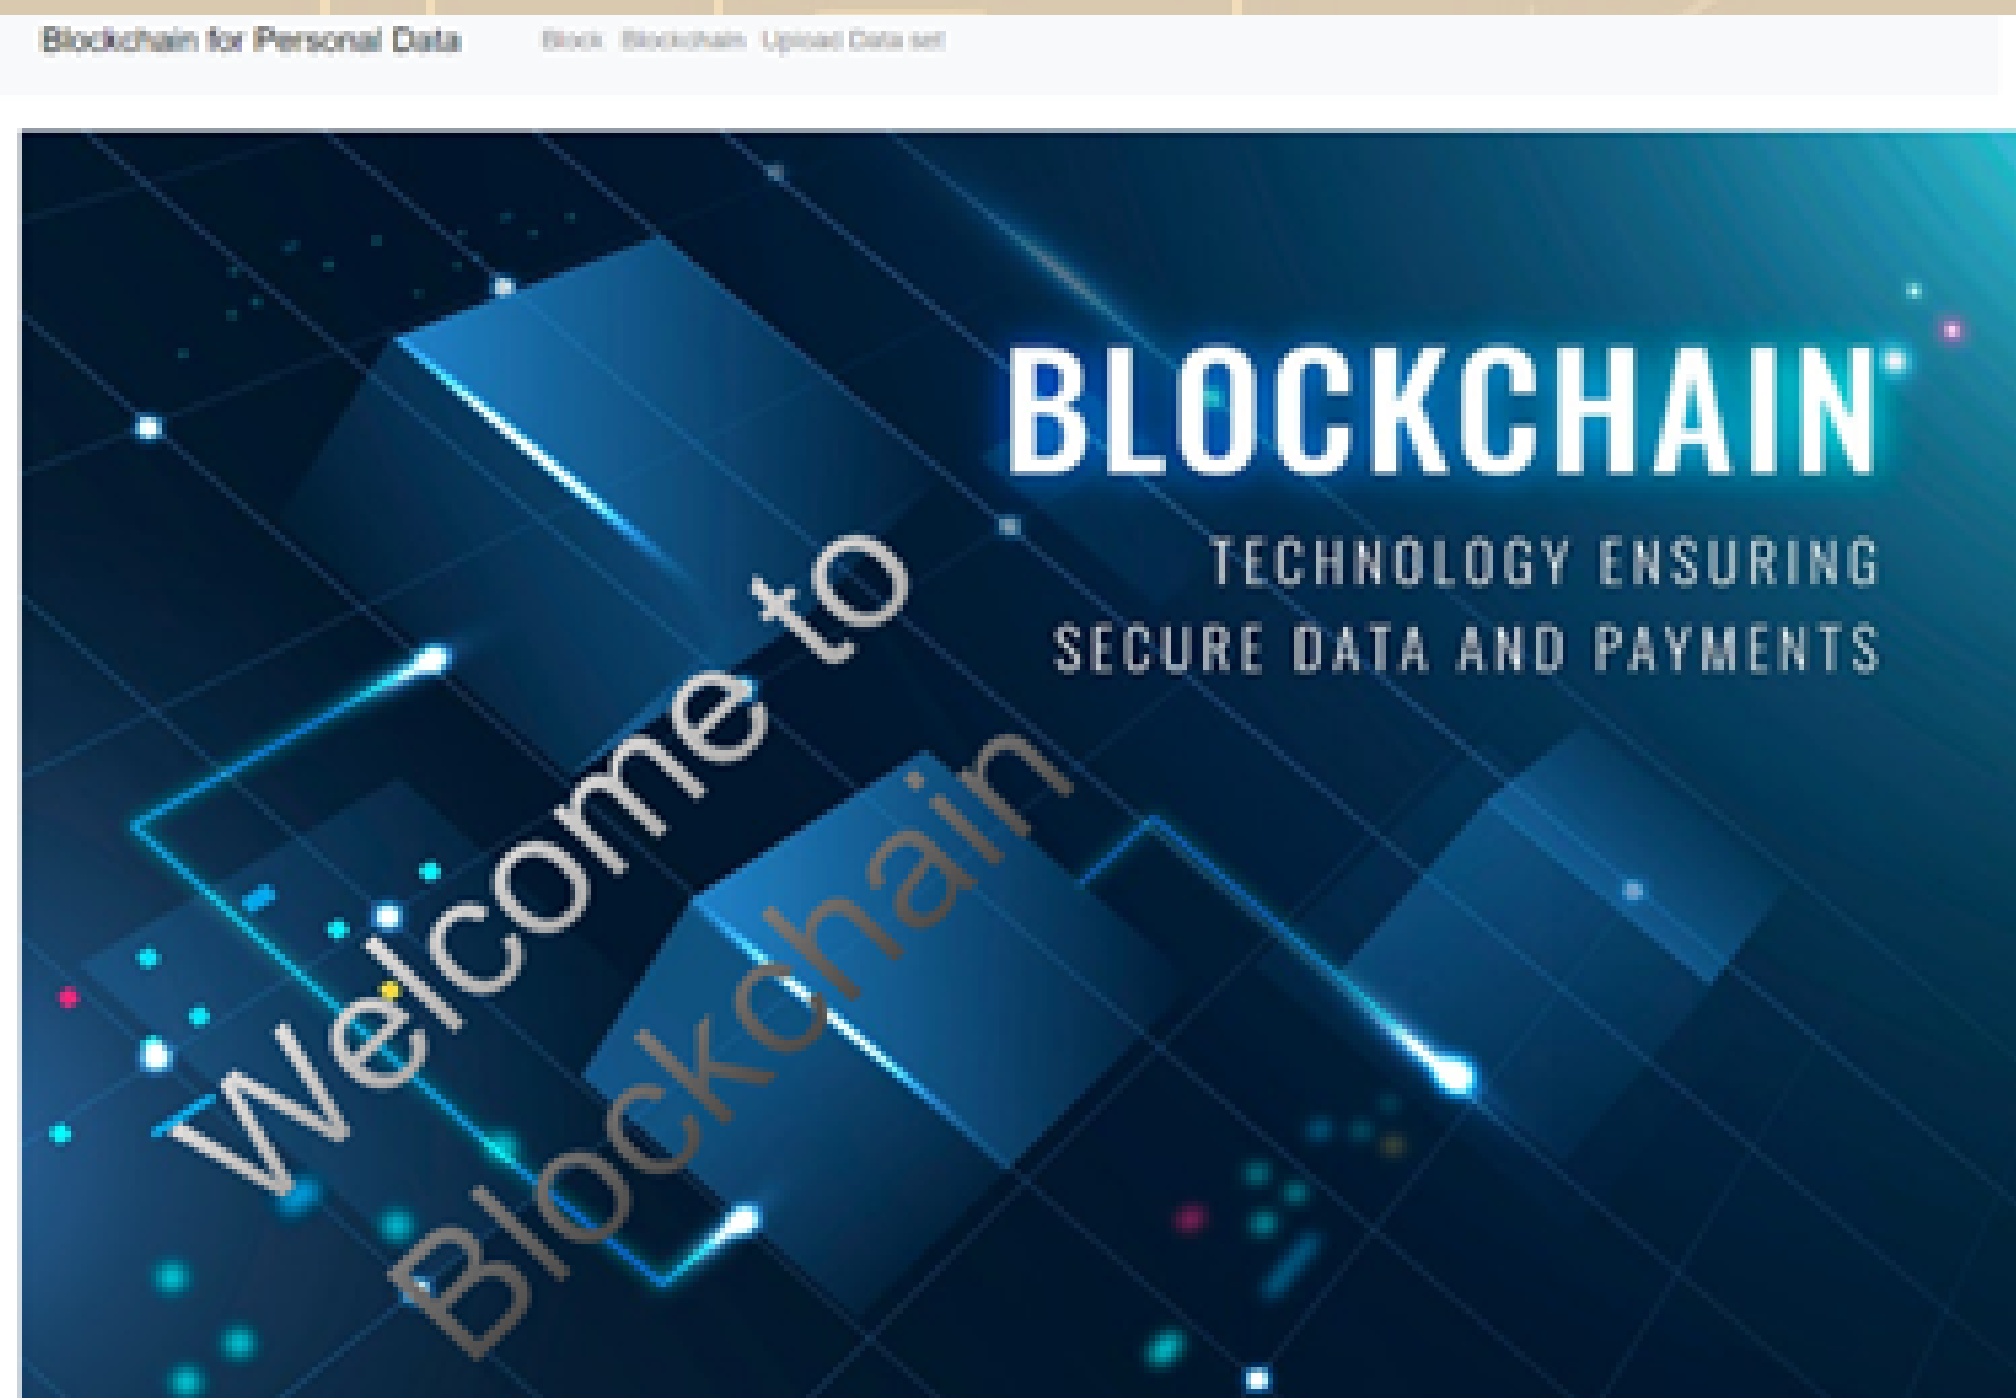 Blockchain for Personal Data Block Blockchain Upload Data set
BLOCKCHAIN
TECHNOLOGY ENSURING
SECURE DATA AND PAYMENTS
Welcome to
Blockchain